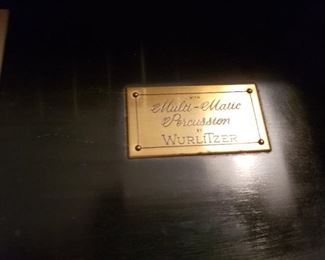 WITH
Multi-Matic
Percussion
BY
WURLITZER